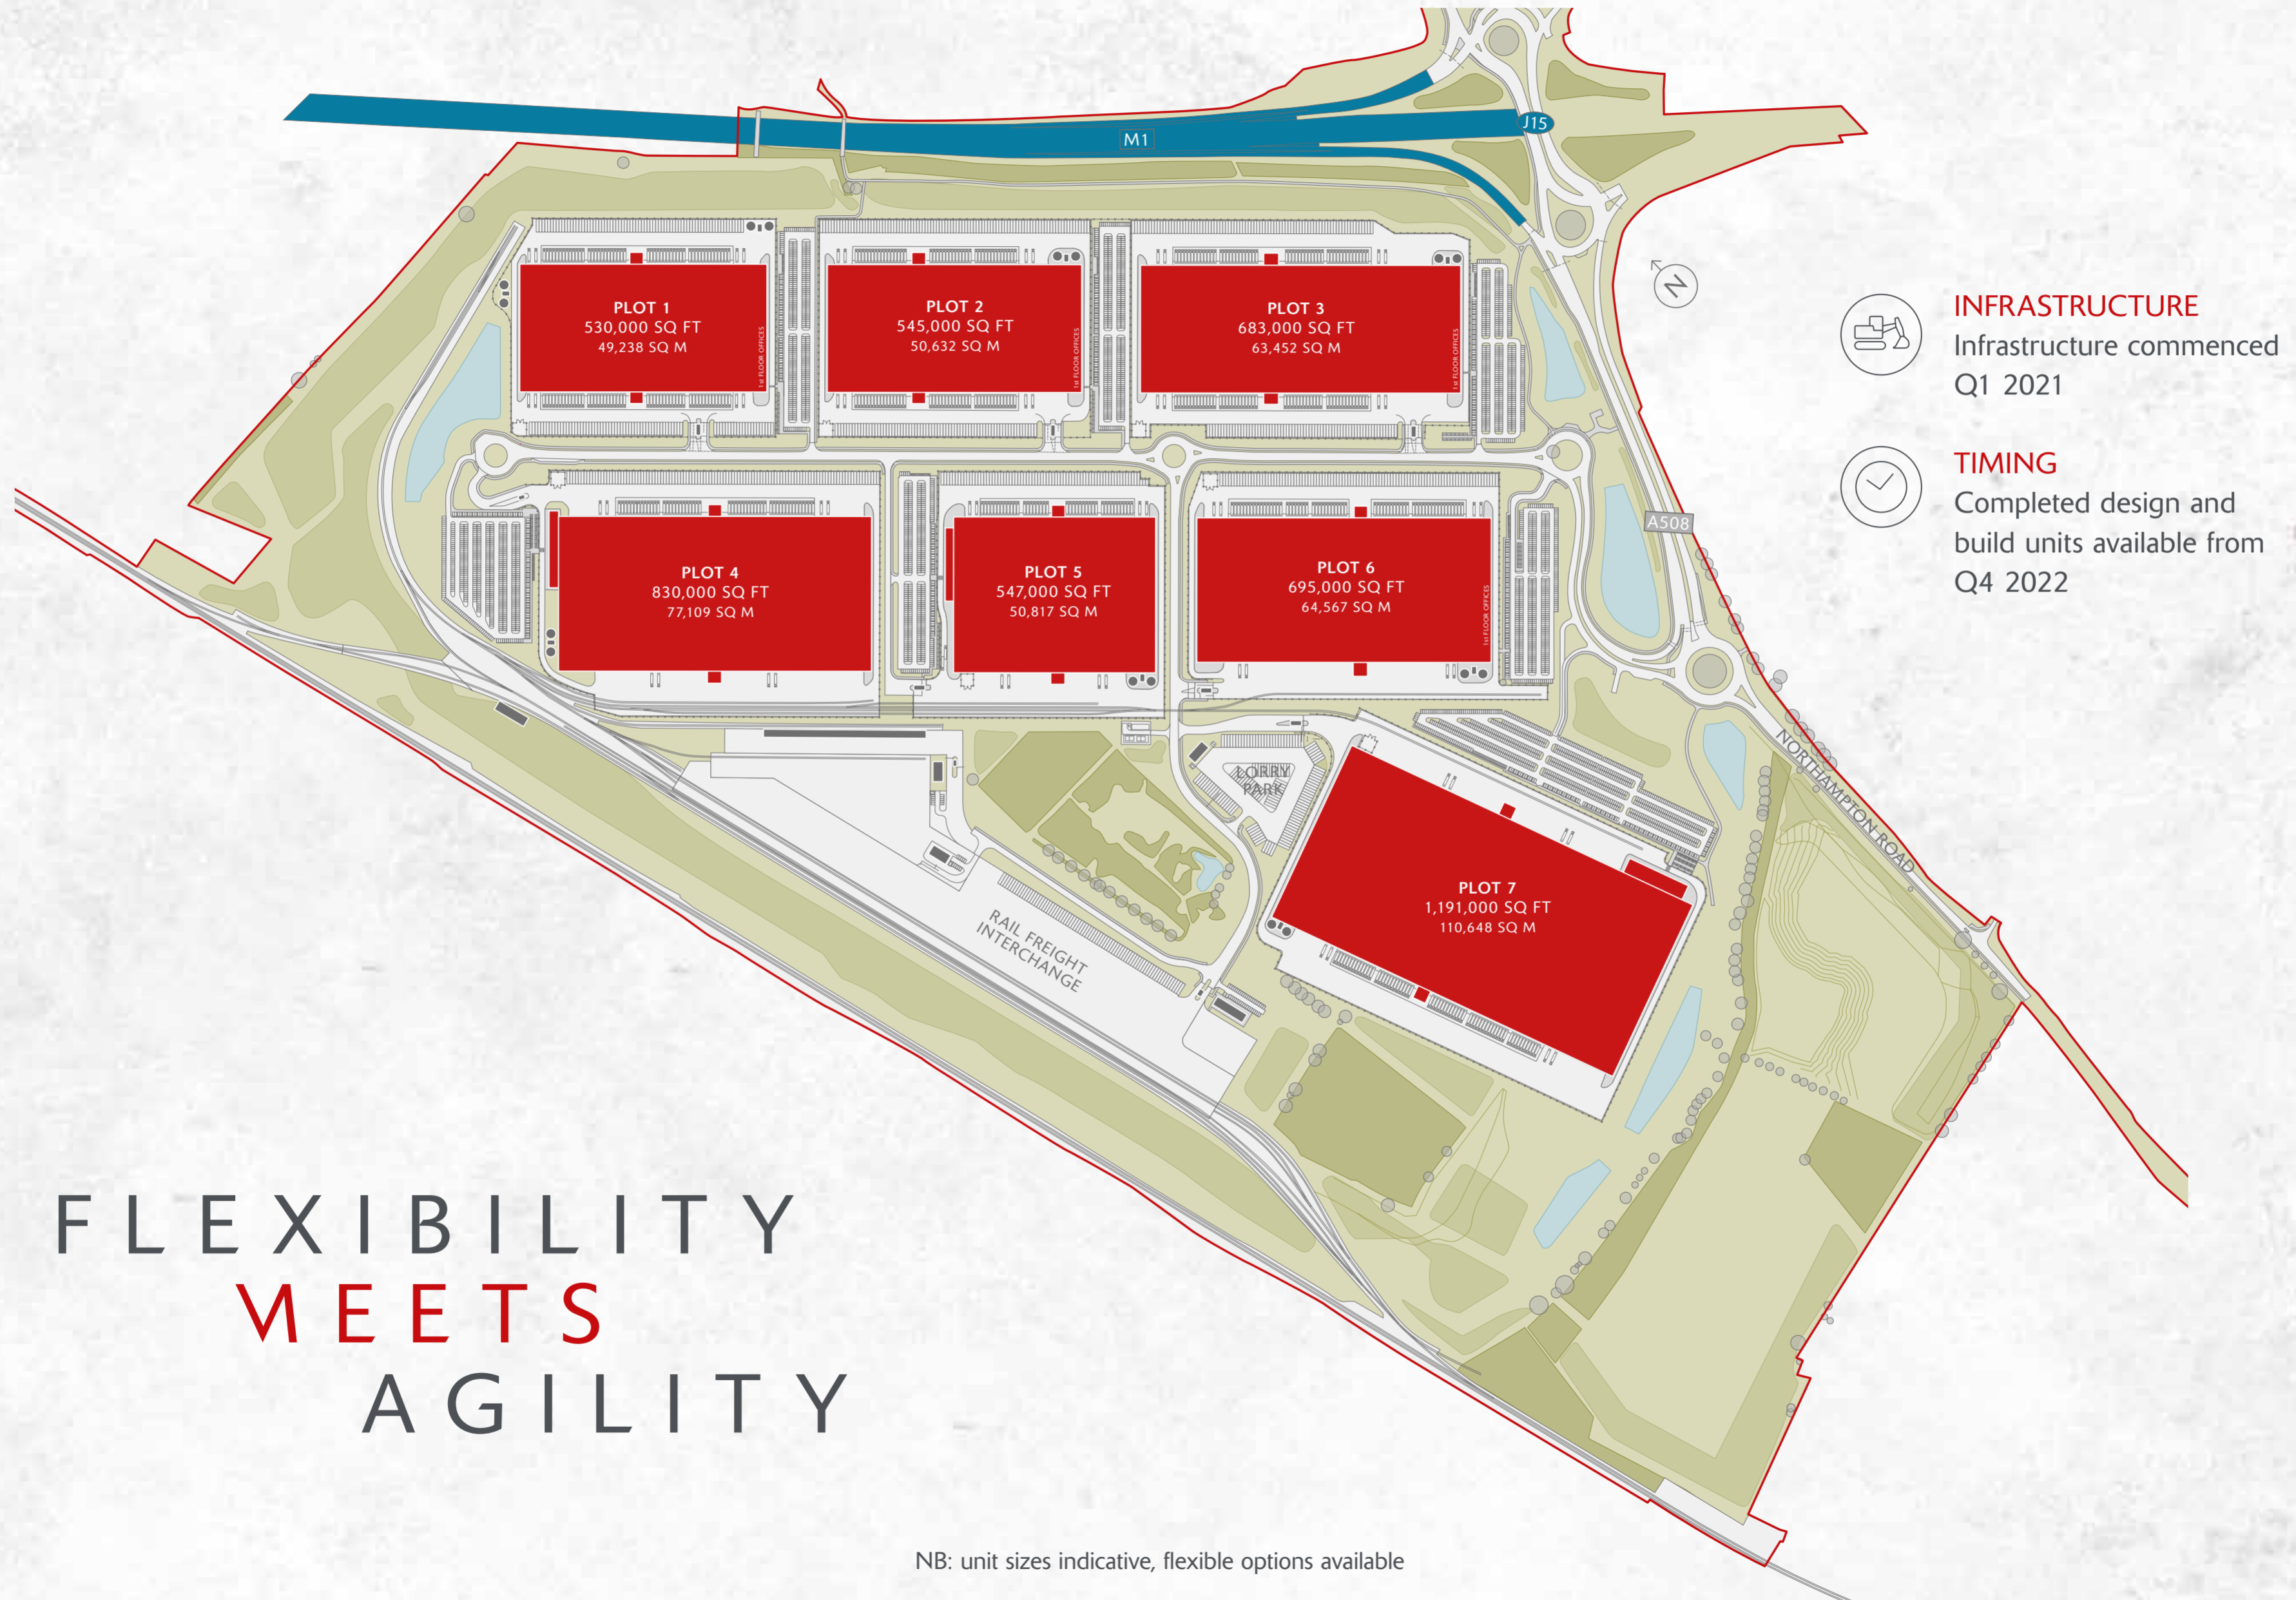 M1
J15
PLOT 1
530,000 SQ FT
49,238 SQ M
1st FLOOR OFFICES
PLOT 2
545,000 SQ FT
50,632 SQ M
1st FLOOR OFFICES
PLOT 3
683,000 SQ FT
63,452 SQ M
1st FLOOR OFFICES
N
INFRASTRUCTURE
Infrastructure commenced
Q1 2021
TIMING
Completed design and
build units available from
Q4 2022
A508
PLOT 4
830,000 SQ FT
77,109 SQ M
PLOT 5
547,000 SQ FT
50,817 SQ M
PLOT 6
695,000 SQ FT
64,567 SQ M
1st FLOOR OFFICES
NORTHAMPTON ROAD
LORRY
PARK
PLOT 7
1,191,000 SQ FT
110,648 SQ M
RAIL FREIGHT
INTERCHANGE
FLEXIBILITY
MEETS
AGILITY
NB: unit sizes indicative, flexible options available